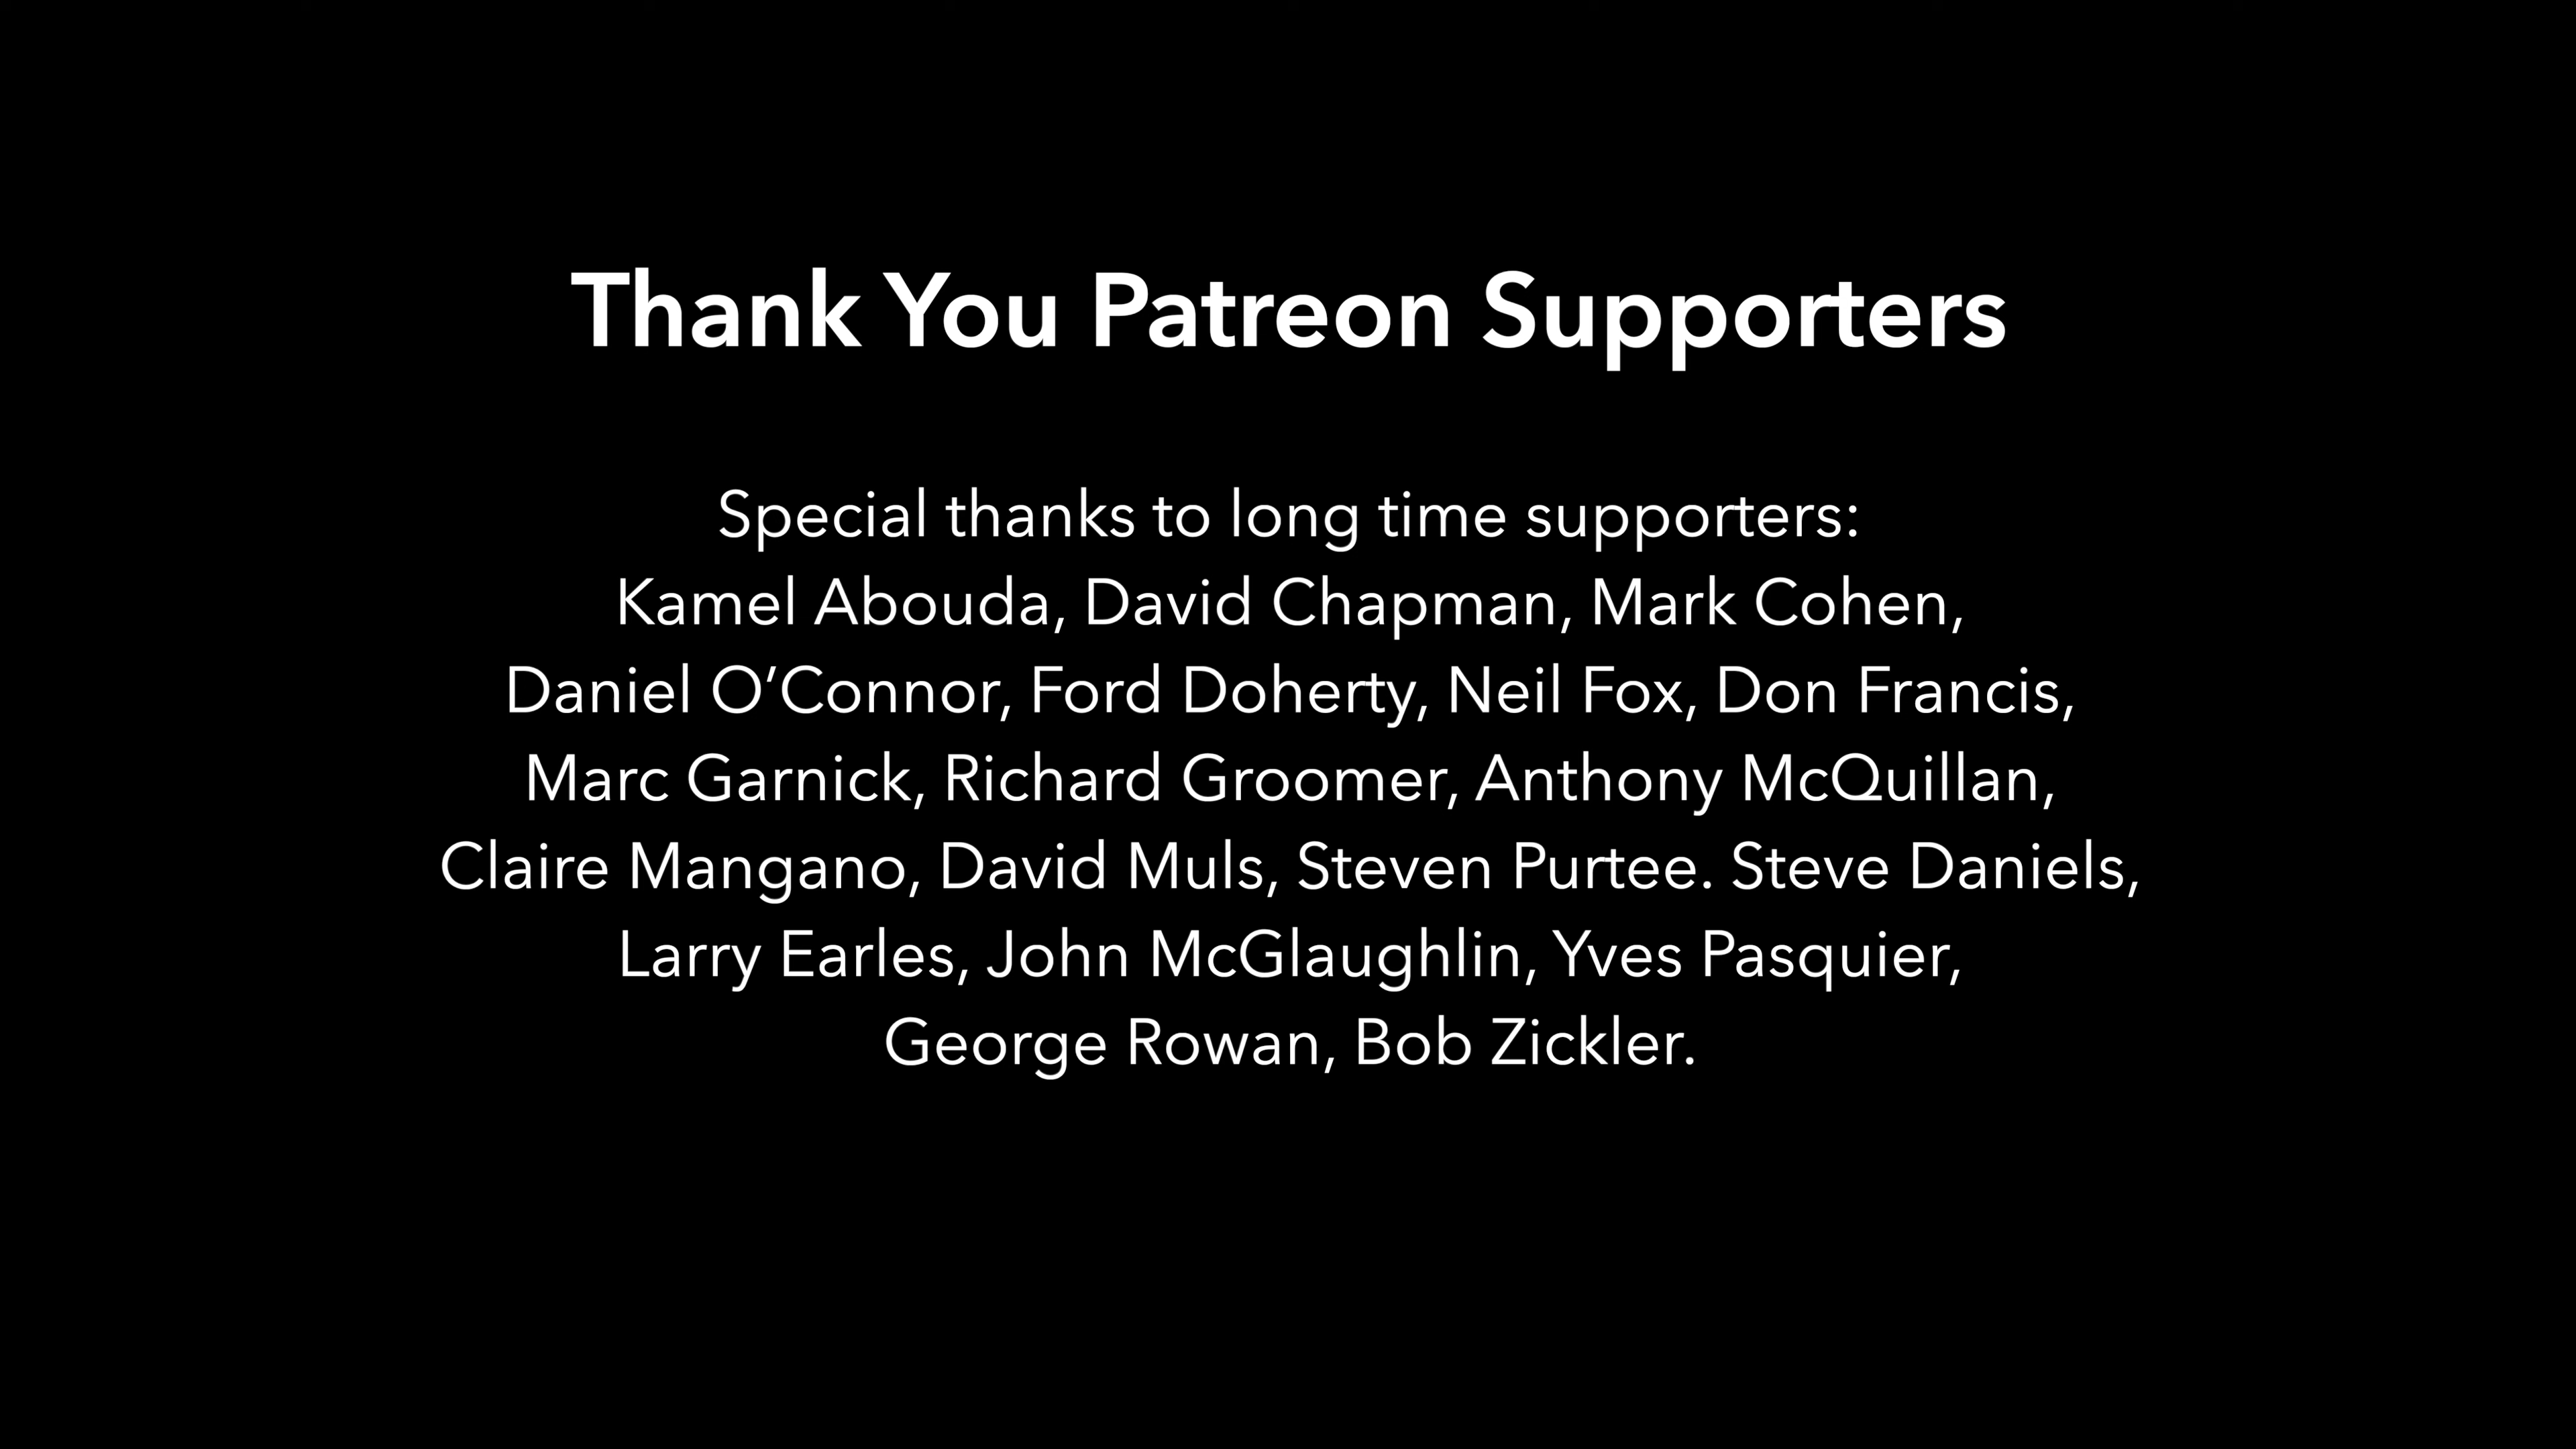 Thank You Patreon Supporters
Special thanks to long time supporters:
Kamel Abouda, David Chapman, Mark Cohen,
Daniel O’Connor, Ford Doherty, Neil Fox, Don Francis,
Marc Garnick, Richard Groomer, Anthony McQuillan,
Claire Mangano, David Muls, Steven Purtee. Steve Daniels,
Larry Earles, John McGlaughlin, Yves Pasquier,
George Rowan, Bob Zickler.